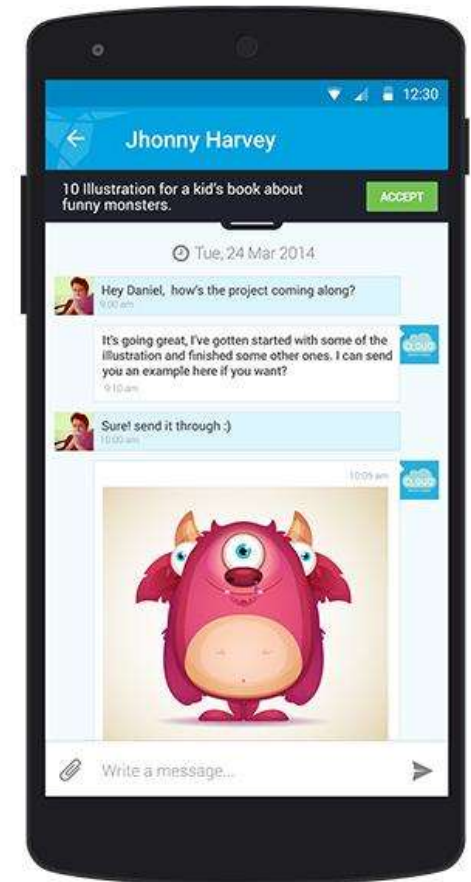 12:30
Jhonny Harvey
10 Illustration for a kid's book about
funny monsters.
ACCEPT
Tue, 24 Mar 2014
Hey Daniel, how's the project coming along?
9:00 am
It's going great, I've gotten started with some of the
illustration and finished some other ones. I can send
you an example here if you want?
9:10 am
CLOUD
Sure! send it through :)
10:00 am
10:09 am
CLOUD
Write a message...